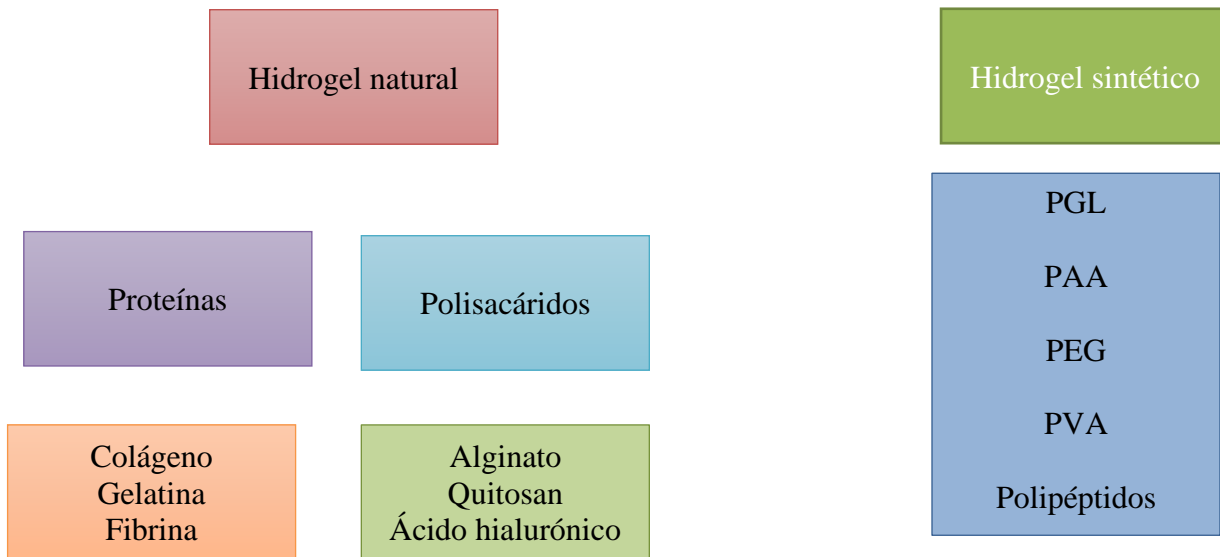 Hidrogel natural
Hidrogel sintético
Proteínas
Polisacáridos
Colágeno
Gelatina
Fibrina
Alginato
Quitosan
Ácido hialurónico
PGL
PAA
PEG
PVA
Polipéptidos